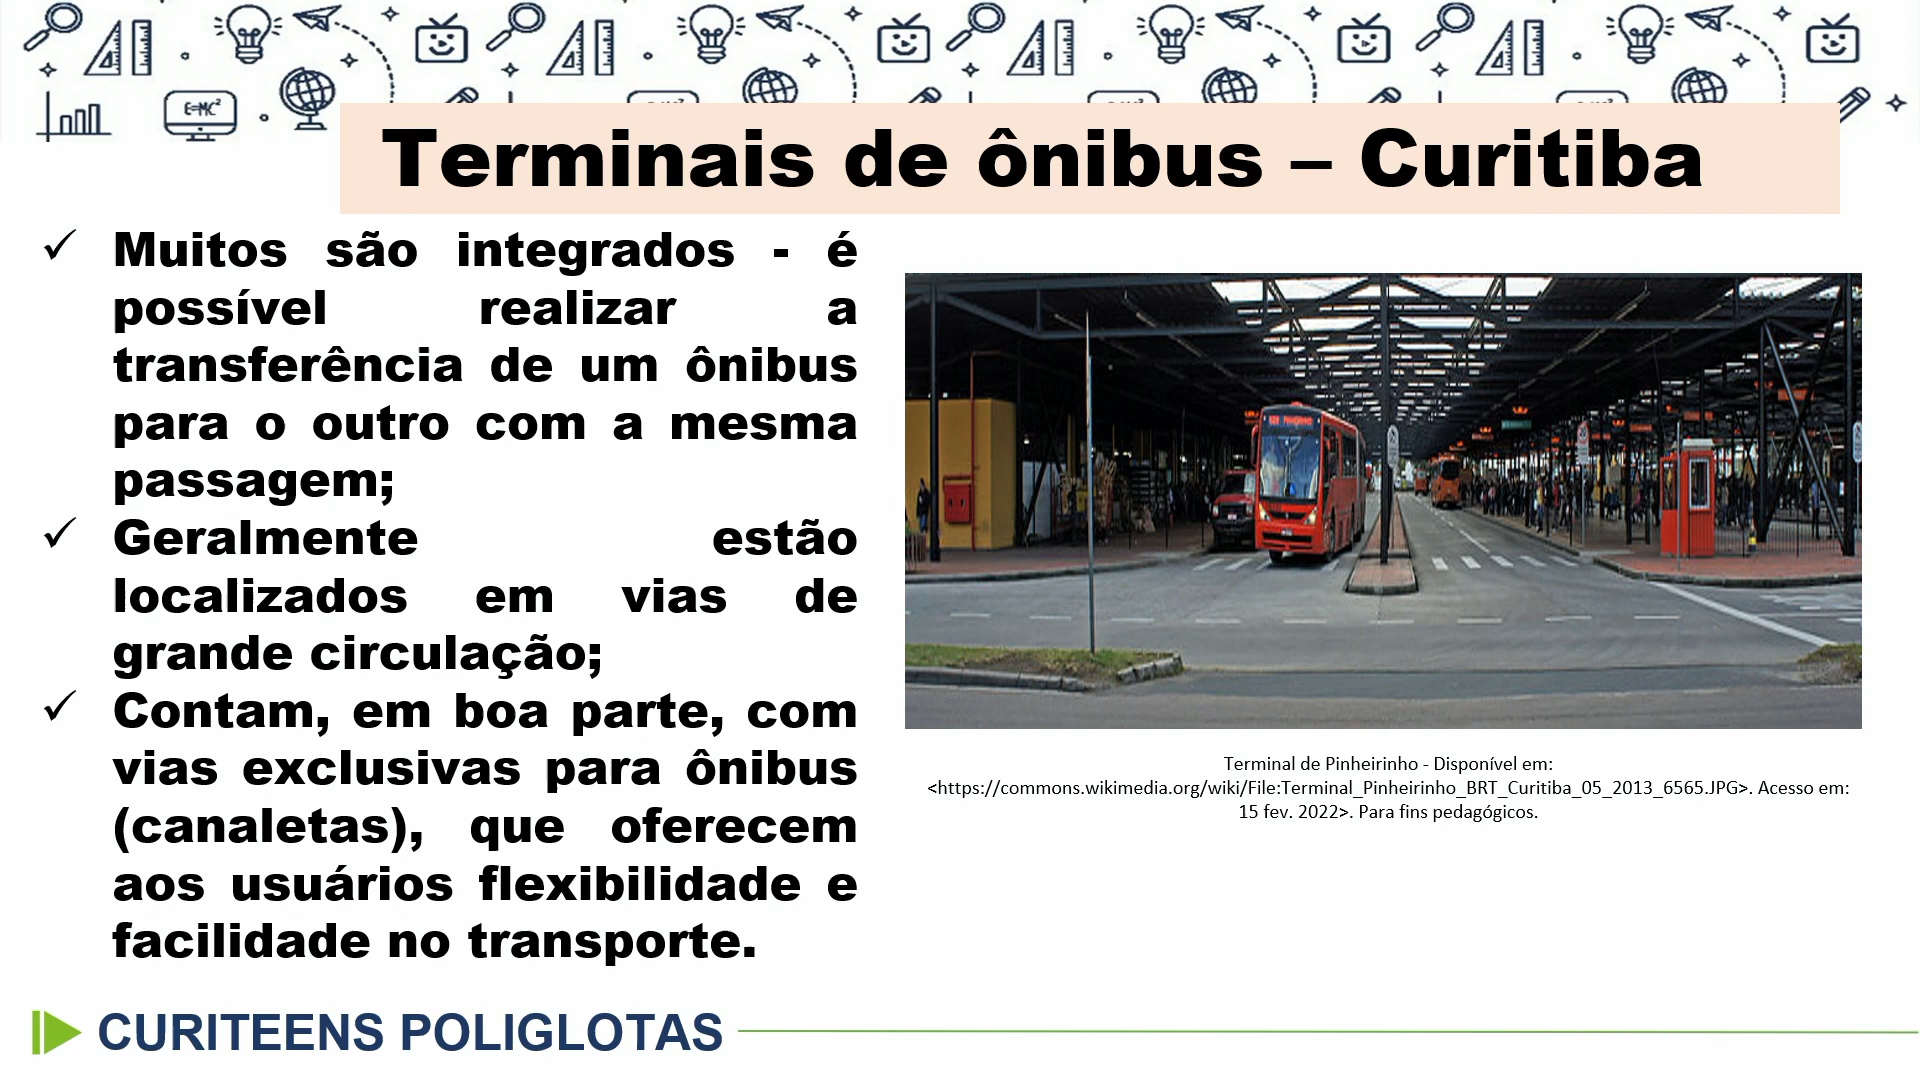 E=MC²
Terminais de ônibus – Curitiba
✓ Muitos são integrados - é
possível realizar a
transferência de um ônibus
para o outro com a mesma
passagem;
✓ Geralmente estão
localizados em vias de
grande circulação;
✓ Contam, em boa parte, com
vias exclusivas para ônibus
(canaletas), que oferecem
aos usuários flexibilidade e
facilidade no transporte.
Terminal de Pinheirinho - Disponível em:
<https://commons.wikimedia.org/wiki/File:Terminal_Pinheirinho_BRT_Curitiba_05_2013_6565.JPG>. Acesso em:
15 fev. 2022>. Para fins pedagógicos.
CURITEENS POLIGLOTAS